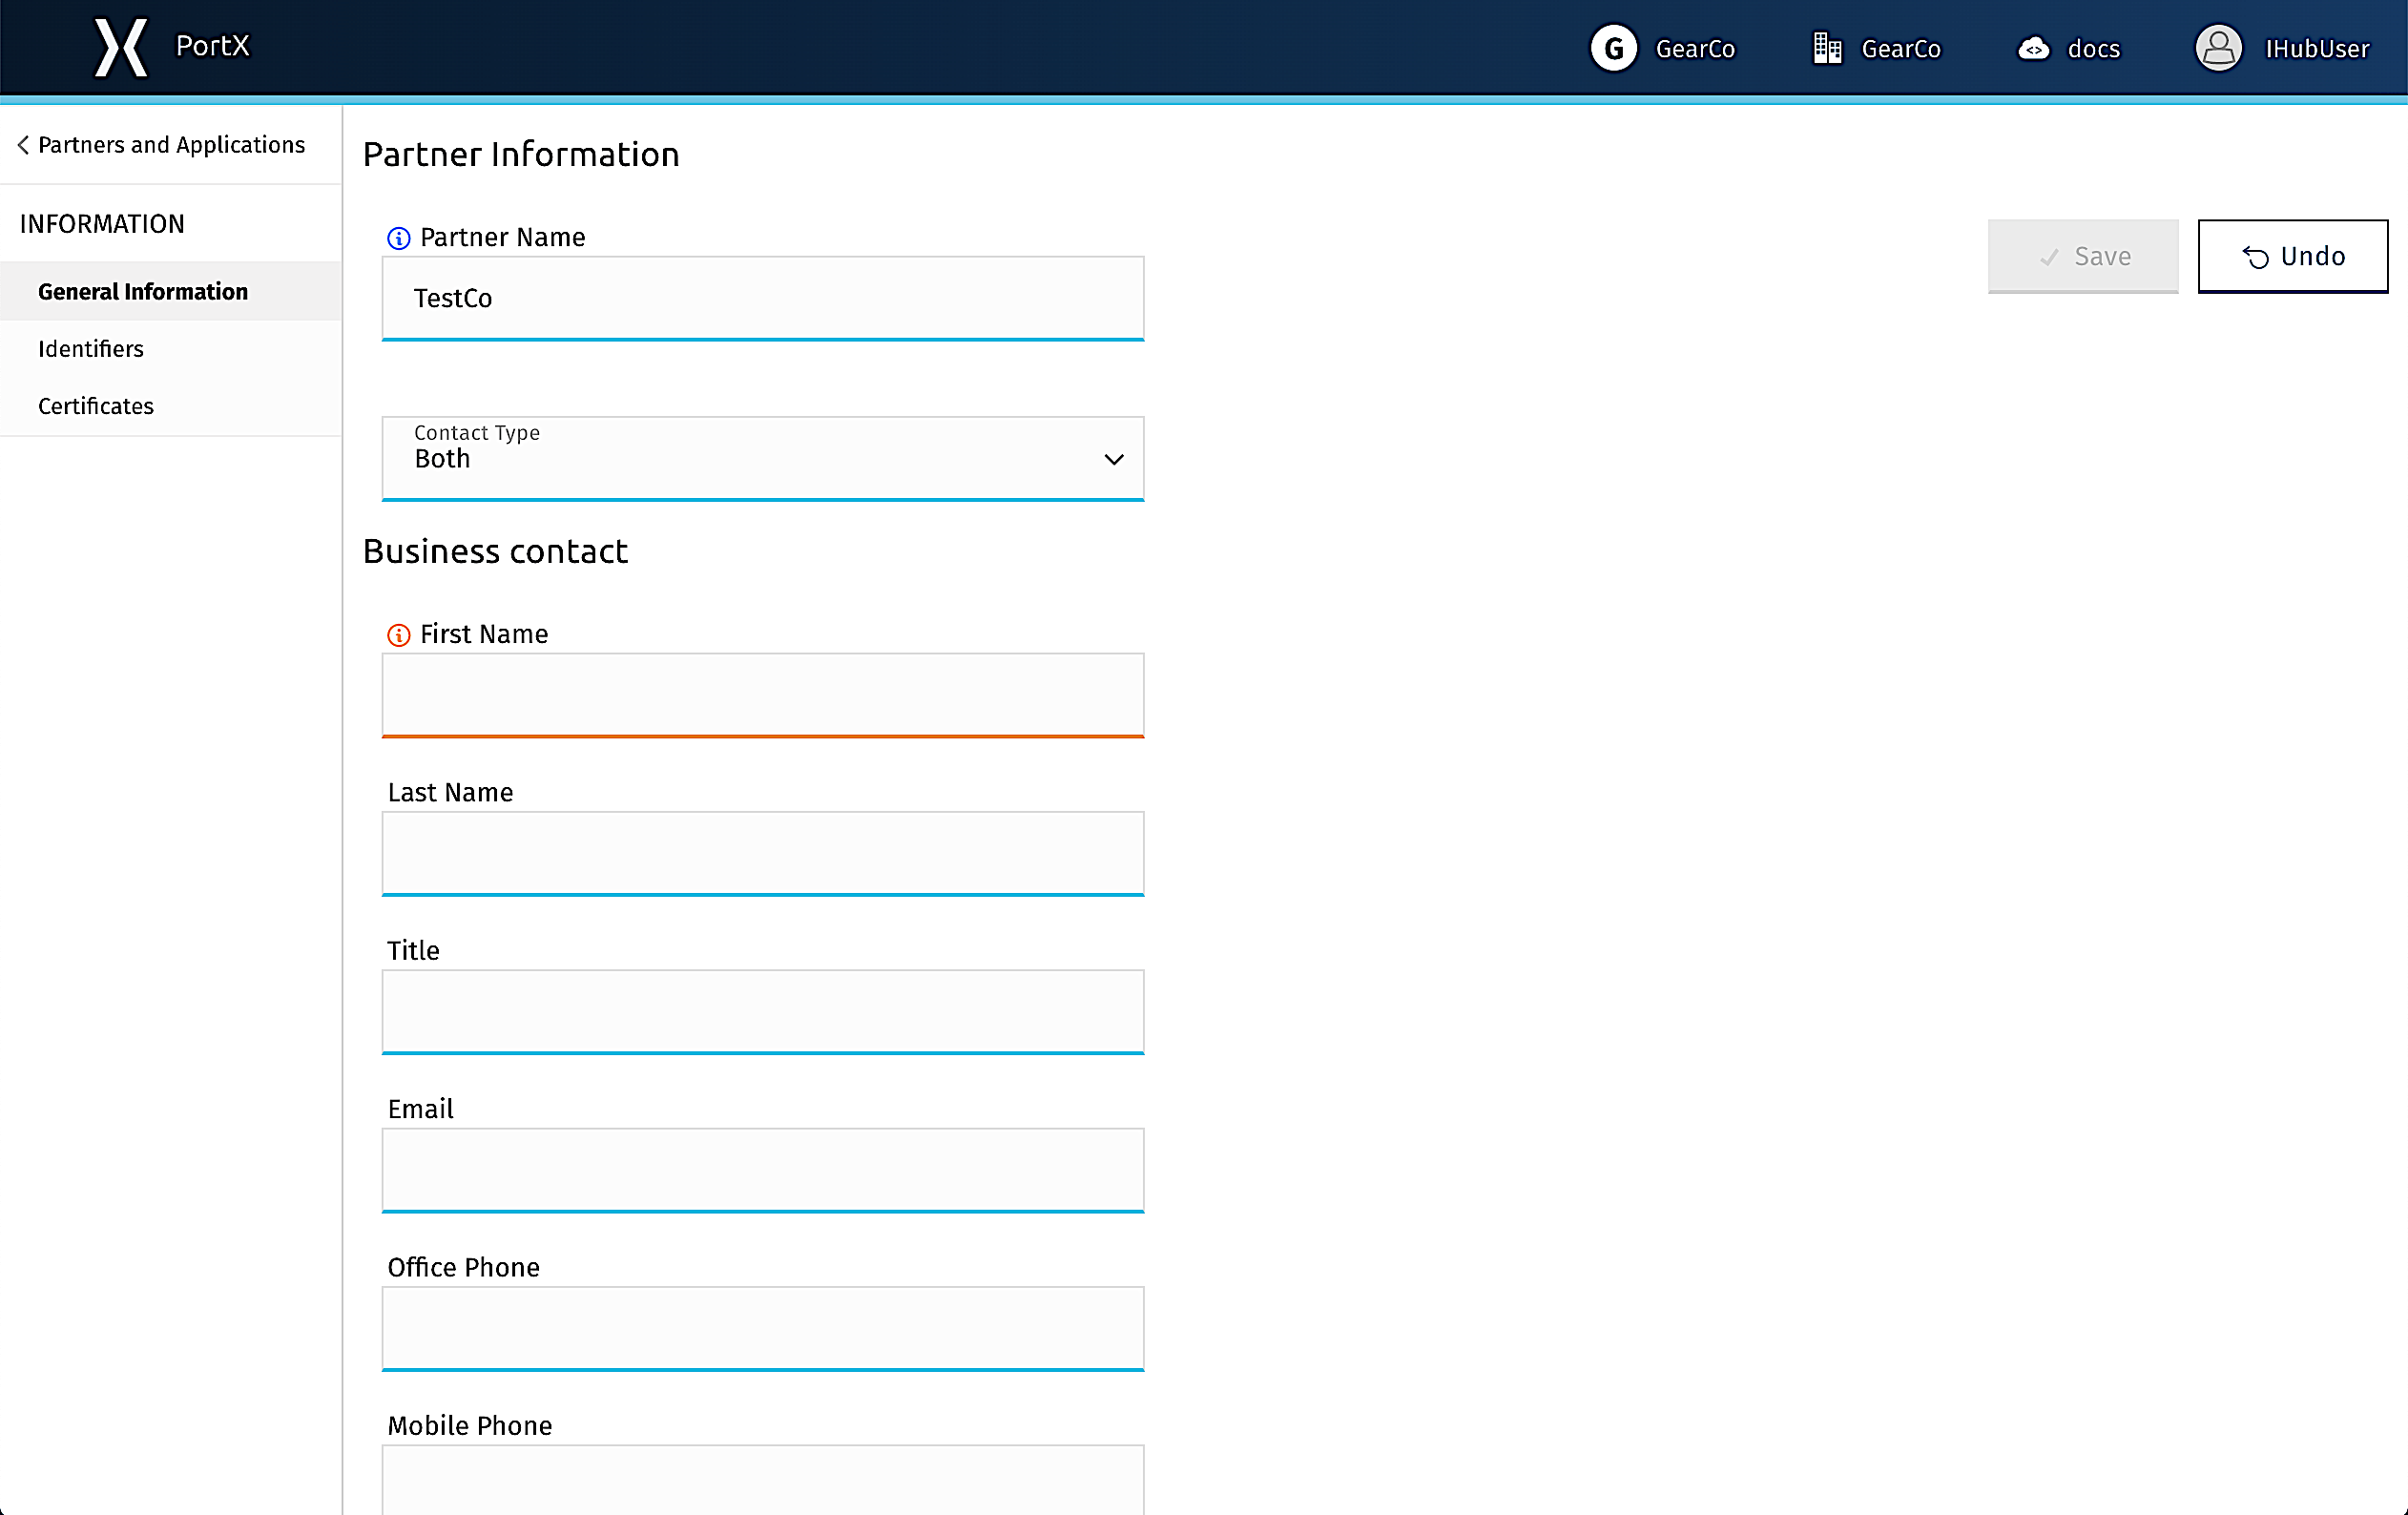 PortX
G GearCo
GearCo
docs
IHubUser
Partners and Applications
INFORMATION
General Information
Identifiers
Certificates
Partner Information
Partner Name
TestCo
Save
Undo
Contact Type
Both
Business contact
First Name
Last Name
Title
Email
Office Phone
Mobile Phone